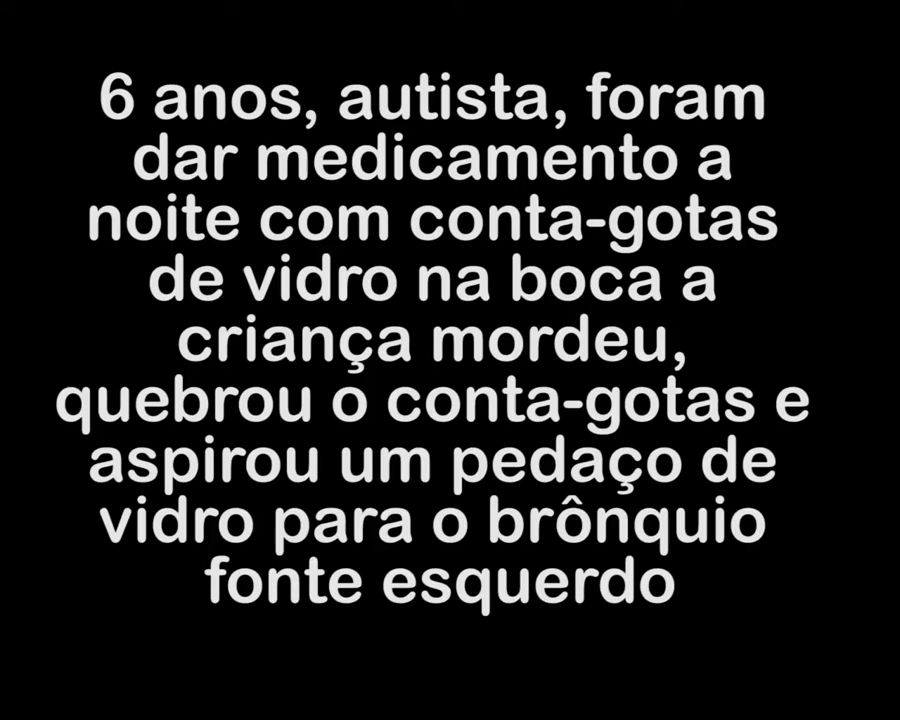 6 anos, autista, foram
dar medicamento a
noite com conta-gotas
de vidro na boca a
criança mordeu,
quebrou o conta-gotas e
aspirou um pedaço de
vidro para o brônquio
fonte esquerdo